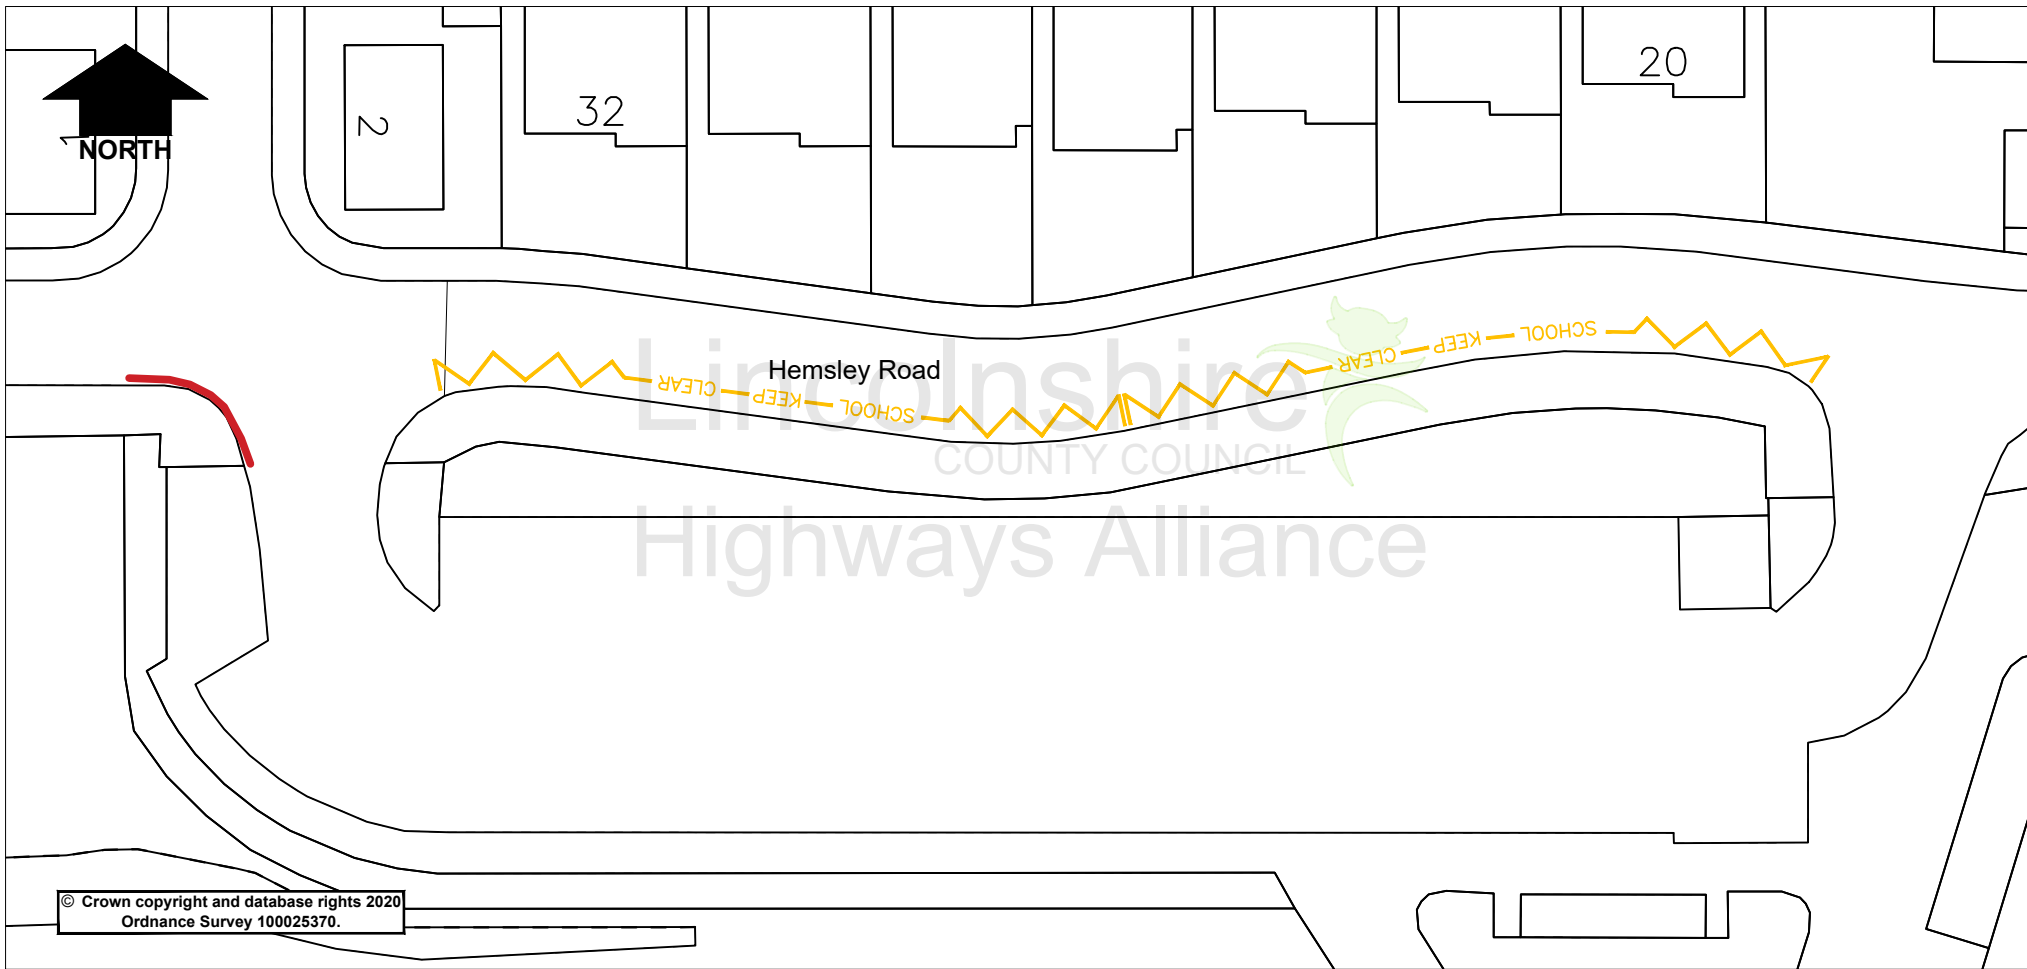 20
32
2
1
NORTH
SCHOOL KEEP CLEAR
Hemsley Road
SCHOOL KEEP CLEAR
Lincolnshire
COUNTY COUNCIL
Highways Alliance
© Crown copyright and database rights 2020
Ordnance Survey 100025370.